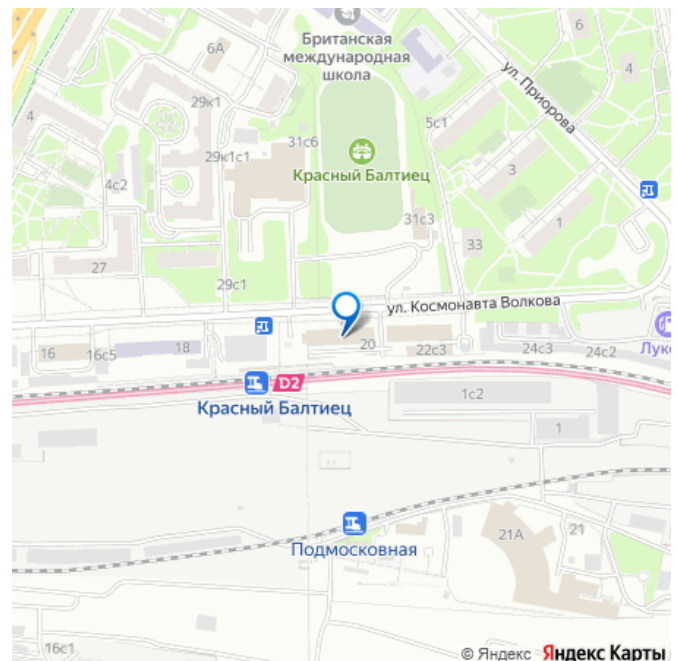 6А
Британская
международная
школа
6
4
ул. Приорова
29к1
4
5с1
31с6
29к1с1
Красный Балтиец
3
4с2
31с3
1
33
27
29с1
ул. Космонавта Волкова
16
16с5
18
20
22с3
24с3
24с2
Луко
D2
Красный Балтиец
1с2
1
Подмосковная
21А
21
16с1
© Яндекс Яндекс Карты